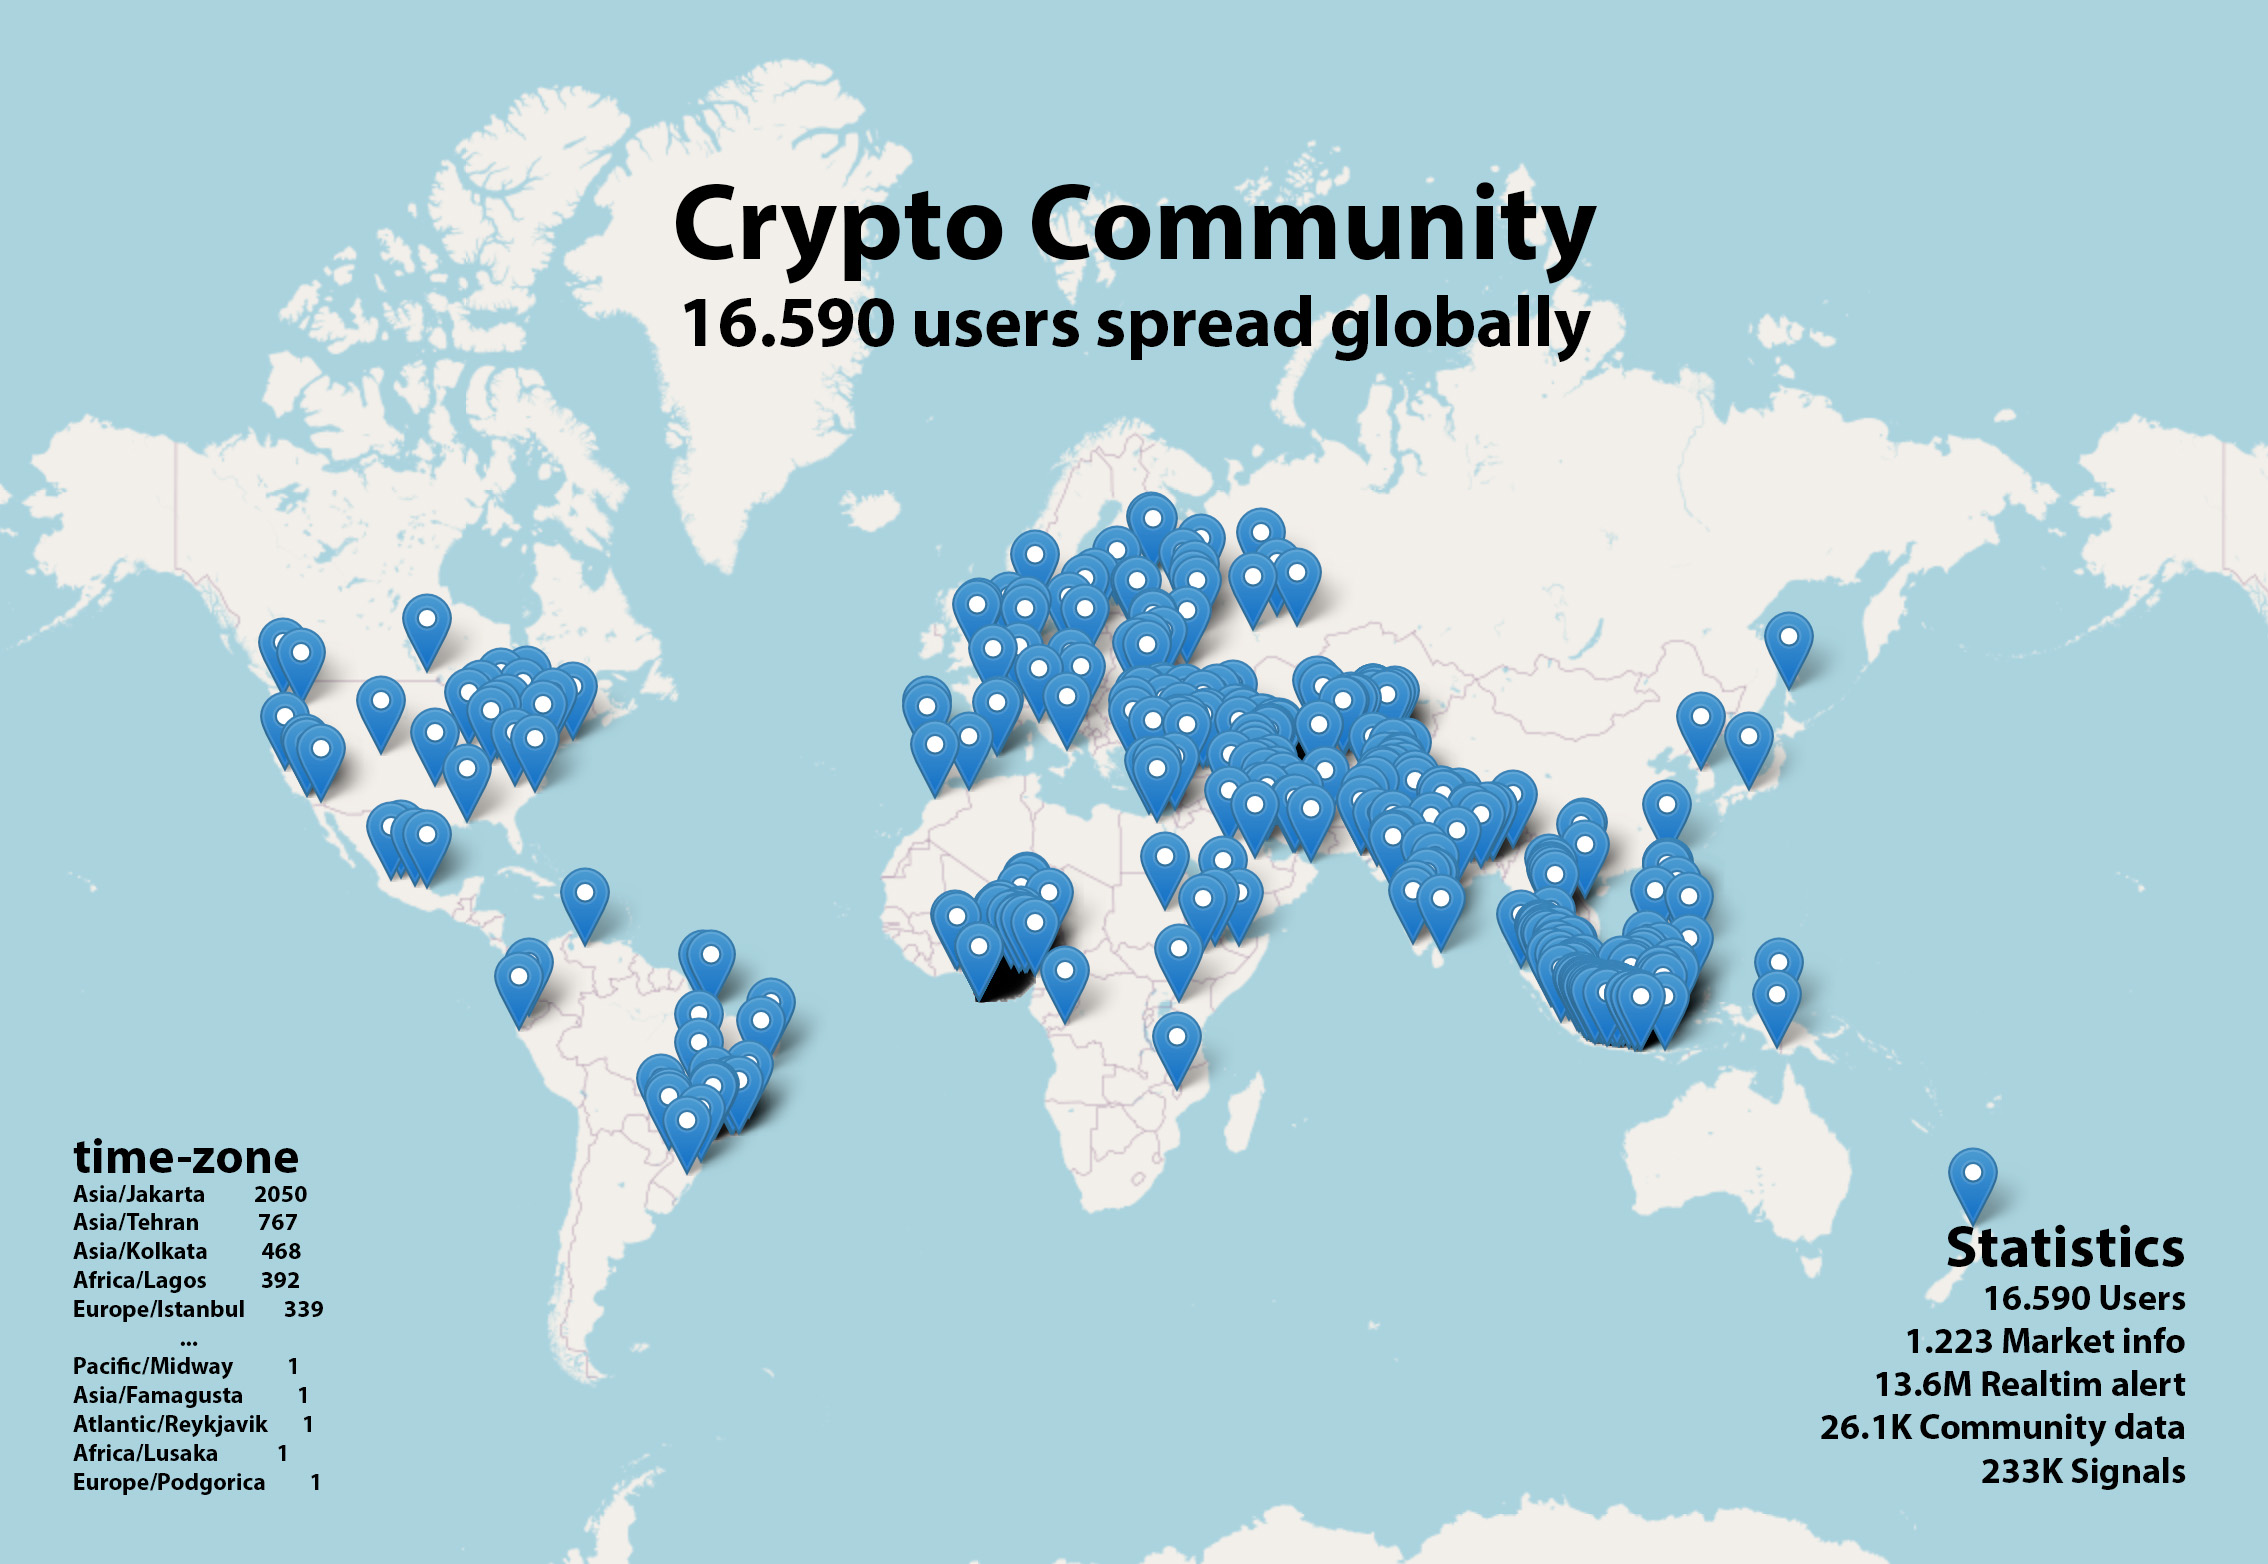 Crypto Community
16.590 users spread globally
time-zone
Asia/Jakarta 2050
Asia/Tehran 767
Asia/Kolkata 468
Africa/Lagos 392
Europe/Istanbul 339
...
Pacific/Midway 1
Asia/Famagusta 1
Atlantic/Reykjavik 1
Africa/Lusaka 1
Europe/Podgorica 1
Statistics
16.590 Users
1.223 Market info
13.6M Realtim alert
26.1K Community data
233K Signals